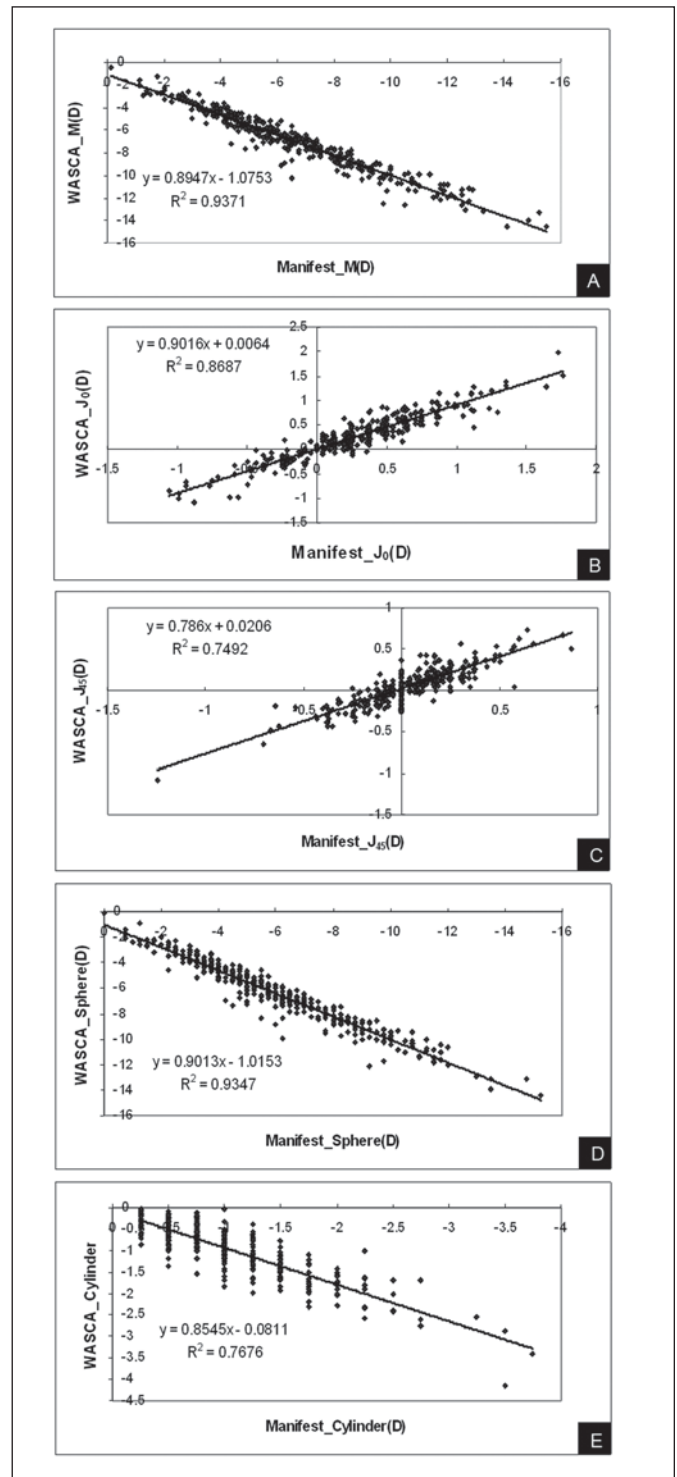 0 0 -2 -4 -6 -8 -10 -12 -14 -16
-2
-4
-6
-8
-10
-12
-14
-16
WASCA_M(D)
y = 0.8947x - 1.0753
R² = 0.9371
Manifest_M(D)
A
2.5
2
1.5
1
0.5
0
-0.5
-1
-1.5
y = 0.9016x + 0.0064
R² = 0.8687
WASCA_J₀(D)
-1.5 -1 -0.5 0 0.5 1 1.5 2
Manifest_J₀(D)
B
1
0.5
0
-0.5
-1
-1.5
y = 0.786x + 0.0206
R² = 0.7492
WASCA_J₄₅(D)
-1.5 -1 -0.5 0.5 1
Manifest_J₄₅(D)
C
0 0 -2 -4 -6 -8 -10 -12 -14 -16
-2
-4
-6
-8
-10
-12
-14
-16
WASCA_Sphere(D)
y = 0.9013x - 1.0153
R² = 0.9347
Manifest_Sphere(D)
D
0 0 -0.5 -1 -1.5 -2 -2.5 -3 -3.5 -4
-0.5
-1
-1.5
-2
-2.5
-3
-3.5
-4
-4.5
WASCA_Cylinder
y = 0.8545x - 0.0811
R² = 0.7676
Manifest_Cylinder(D)
E